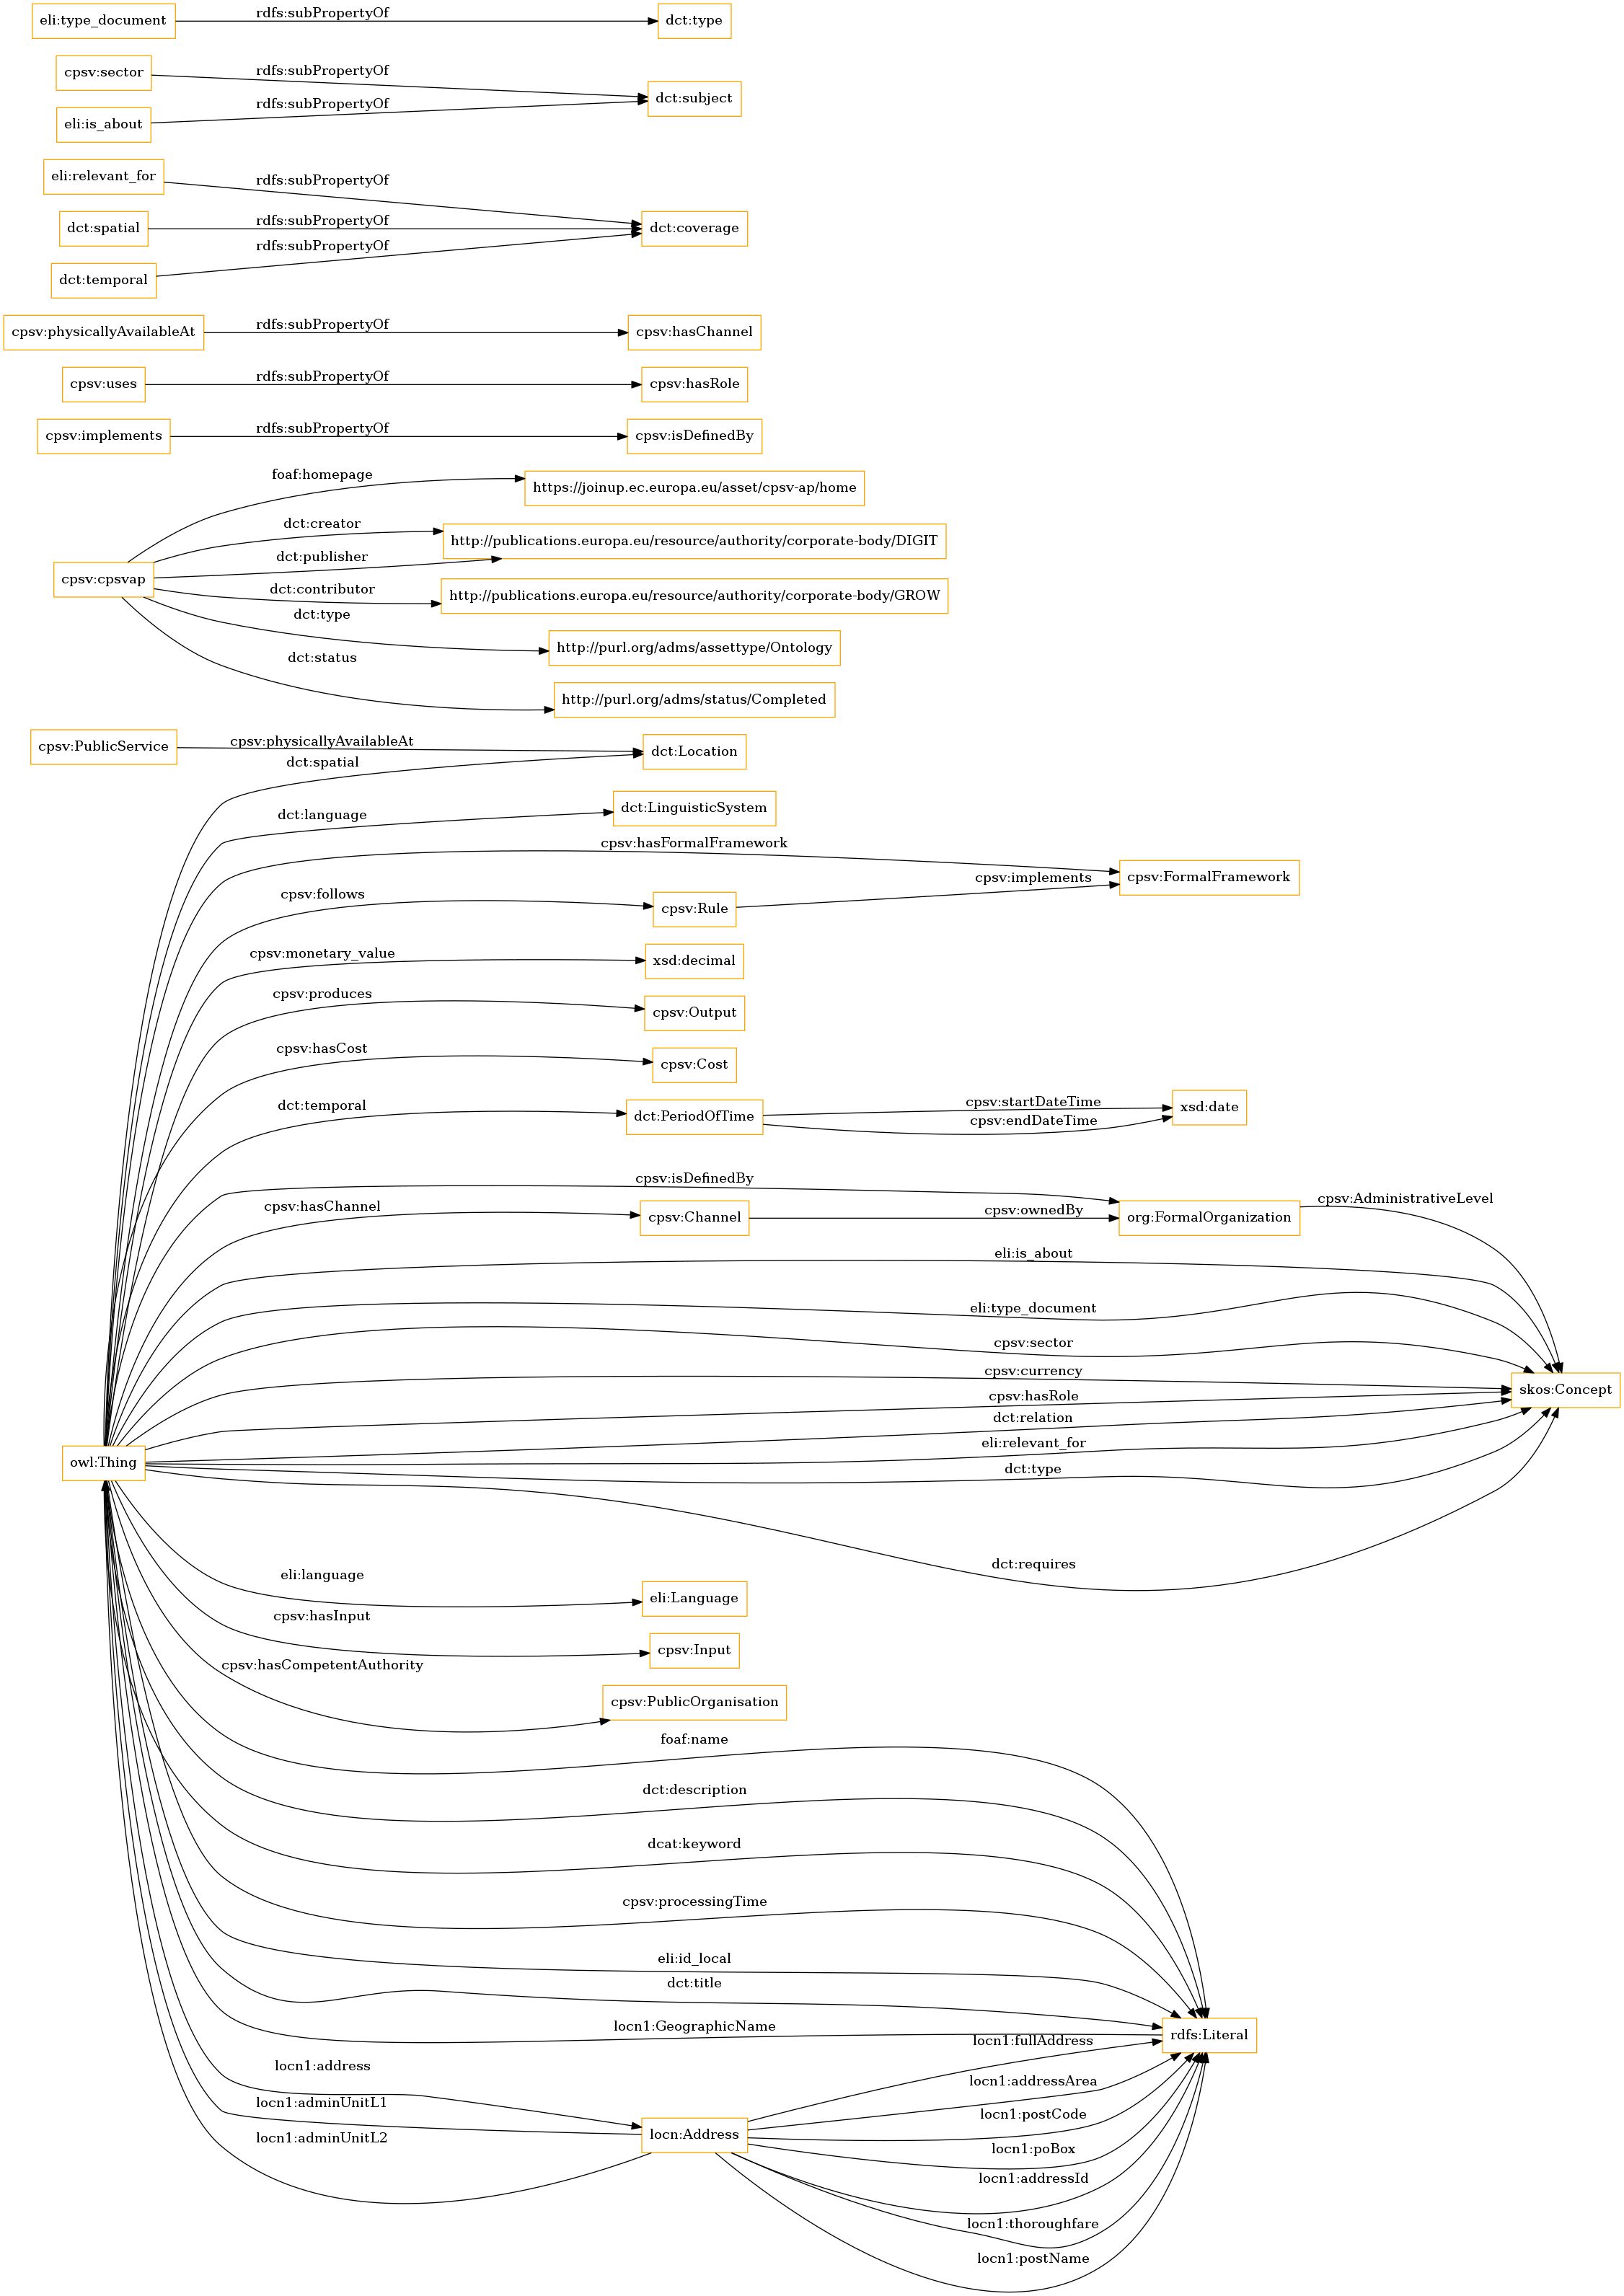 eli:type_document
rdfs:subPropertyOf
dct:type
cpsv:sector
rdfs:subPropertyOf
dct:subject
rdfs:subPropertyOf
eli:is_about
eli:relevant_for
rdfs:subPropertyOf
dct:spatial
rdfs:subPropertyOf
dct:coverage
rdfs:subPropertyOf
dct:temporal
cpsv:physicallyAvailableAt
rdfs:subPropertyOf
cpsv:hasChannel
cpsv:uses
rdfs:subPropertyOf
cpsv:hasRole
cpsv:implements
rdfs:subPropertyOf
cpsv:isDefinedBy
foaf:homepage
https://joinup.ec.europa.eu/asset/cpsv-ap/home
dct:creator
http://publications.europa.eu/resource/authority/corporate-body/DIGIT
dct:publisher
cpsv:cpsvap
dct:contributor
http://publications.europa.eu/resource/authority/corporate-body/GROW
dct:type
http://purl.org/adms/assettype/Ontology
dct:status
http://purl.org/adms/status/Completed
cpsv:PublicService
cpsv:physicallyAvailableAt
dct:Location
dct:spatial
dct:language
dct:LinguisticSystem
cpsv:hasFormalFramework
cpsv:FormalFramework
cpsv:implements
cpsv:follows
cpsv:Rule
cpsv:monetary_value
xsd:decimal
cpsv:produces
cpsv:Output
cpsv:hasCost
cpsv:Cost
dct:temporal
dct:PeriodOfTime
cpsv:startDateTime
xsd:date
cpsv:endDateTime
cpsv:isDefinedBy
cpsv:AdministrativeLevel
cpsv:hasChannel
cpsv:Channel
cpsv:ownedBy
org:FormalOrganization
eli:is_about
eli:type_document
cpsv:sector
cpsv:currency
skos:Concept
cpsv:hasRole
dct:relation
eli:relevant_for
owl:Thing
dct:type
dct:requires
eli:language
eli:Language
cpsv:hasInput
cpsv:Input
cpsv:hasCompetentAuthority
cpsv:PublicOrganisation
foaf:name
dct:description
dcat:keyword
cpsv:processingTime
eli:id_local
dct:title
locn1:GeographicName
rdfs:Literal
locn1:fullAddress
locn1:address
locn1:addressArea
locn1:adminUnitL1
locn1:postCode
locn:Address
locn1:adminUnitL2
locn1:poBox
locn1:addressId
locn1:thoroughfare
locn1:postName